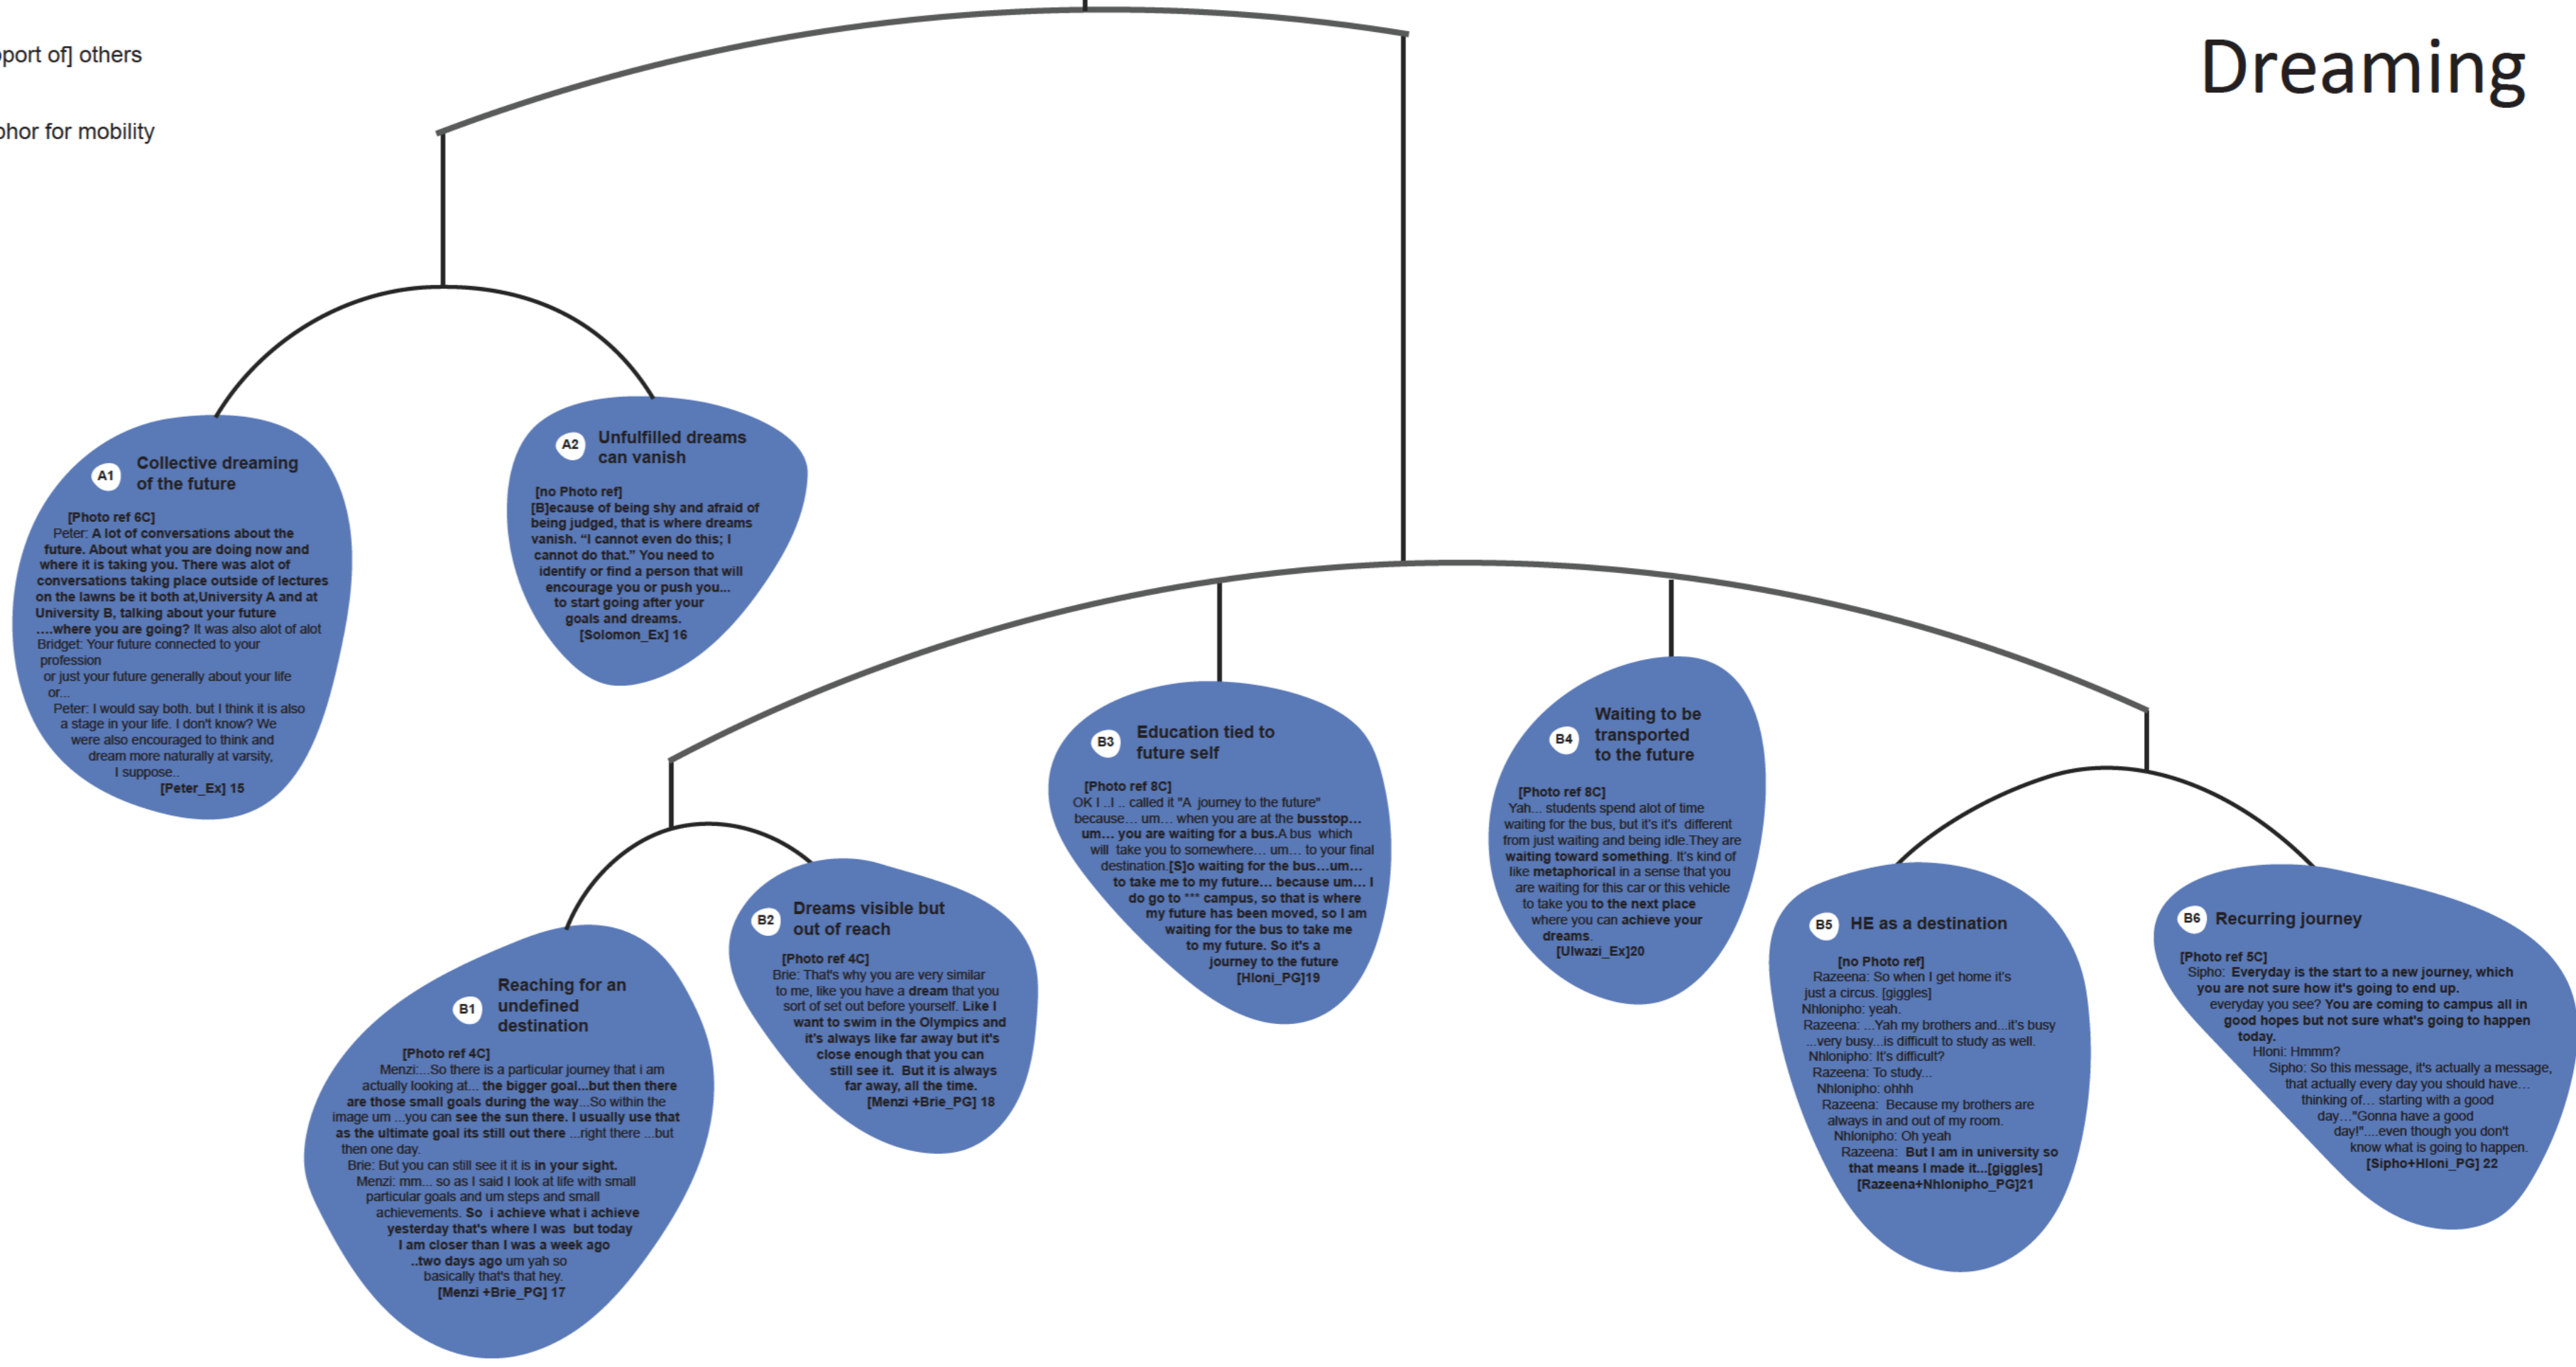 port of] others
phor for mobility
Dreaming
A1
Collective dreaming
of the future
[Photo ref 6C]
Peter: A lot of conversations about the
future. About what you are doing now and
where it is taking you. There was alot of
conversations taking place outside of lectures
on the lawns be it both at,University A and at
University B, talking about your future
....where you are going? It was also alot of alot
Bridget: Your future connected to your
profession
or just your future generally about your life
or...
Peter: I would say both. but I think it is also
a stage in your life. I don't know? We
were also encouraged to think and
dream more naturally at varsity,
I suppose..
[Peter_Ex] 15
A2
Unfulfilled dreams
can vanish
[no Photo ref]
[B]ecause of being shy and afraid of
being judged, that is where dreams
vanish. “I cannot even do this; I
cannot do that.” You need to
identify or find a person that will
encourage you or push you...
to start going after your
goals and dreams.
[Solomon_Ex] 16
B1
Reaching for an
undefined
destination
[Photo ref 4C]
Menzi:...So there is a particular journey that i am
actually looking at... the bigger goal...but then there
are those small goals during the way...So within the
image um ...you can see the sun there. I usually use that
as the ultimate goal its still out there ...right there ...but
then one day.
Brie: But you can still see it it is in your sight.
Menzi: mm... so as I said I look at life with small
particular goals and um steps and small
achievements. So i achieve what i achieve
yesterday that's where I was but today
I am closer than I was a week ago
..two days ago um yah so
basically that's that hey.
[Menzi +Brie_PG] 17
B2
Dreams visible but
out of reach
[Photo ref 4C]
Brie: That's why you are very similar
to me, like you have a dream that you
sort of set out before yourself. Like I
want to swim in the Olympics and
it's always like far away but it's
close enough that you can
still see it. But it is always
far away, all the time.
[Menzi +Brie_PG] 18
B3
Education tied to
future self
[Photo ref 8C]
OK I ..I .. called it "A journey to the future"
because... um... when you are at the busstop...
um... you are waiting for a bus.A bus which
will take you to somewhere... um... to your final
destination.[S]o waiting for the bus...um...
to take me to my future... because um... I
do go to *** campus, so that is where
my future has been moved, so I am
waiting for the bus to take me
to my future. So it's a
journey to the future
[Hloni_PG]19
B4
Waiting to be
transported
to the future
[Photo ref 8C]
Yah... students spend alot of time
waiting for the bus, but it's it's different
from just waiting and being idle.They are
waiting toward something. It's kind of
like metaphorical in a sense that you
are waiting for this car or this vehicle
to take you to the next place
where you can achieve your
dreams.
[Ulwazi_Ex]20
B5
HE as a destination
[no Photo ref]
Razeena: So when I get home it's
just a circus. [giggles]
Nhlonipho: yeah.
Razeena: ...Yah my brothers and...it's busy
...very busy...is difficult to study as well.
Nhlonipho: It's difficult?
Razeena: To study...
Nhlonipho: ohhh
Razeena: Because my brothers are
always in and out of my room.
Nhlonipho: Oh yeah
Razeena: But I am in university so
that means I made it...[giggles]
[Razeena+Nhlonipho_PG]21
B6
Recurring journey
[Photo ref 5C]
Sipho: Everyday is the start to a new journey, which
you are not sure how it's going to end up.
everyday you see? You are coming to campus all in
good hopes but not sure what's going to happen
today.
Hloni: Hmmm?
Sipho: So this message, it's actually a message,
that actually every day you should have...
thinking of... starting with a good
day..."Gonna have a good
day!"....even though you don't
know what is going to happen.
[Sipho+Hloni_PG] 22